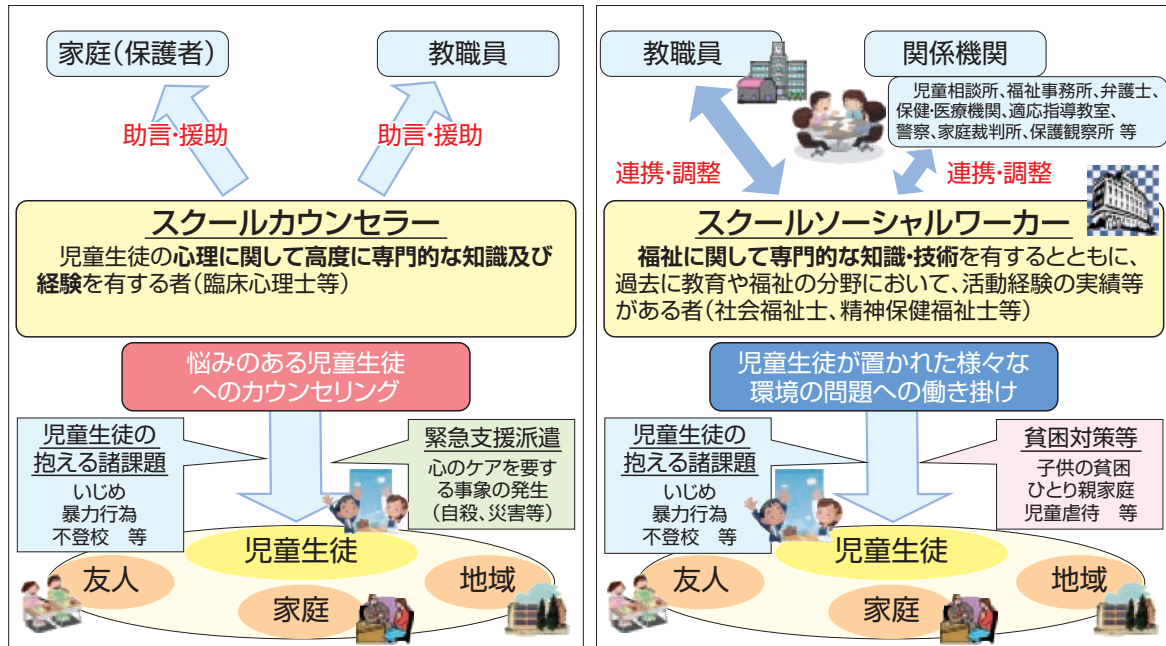 家庭（保護者）
教職員
助言・援助
助言・援助
スクールカウンセラー
児童生徒の心理に関して高度に専門的な知識及び
経験を有する者（臨床心理士等）
悩みのある児童生徒
へのカウンセリング
児童生徒の
抱える諸課題
いじめ
暴力行為
不登校　等
緊急支援派遣
心のケアを要す
る事象の発生
（自殺、災害等）
児童生徒
友人
地域
家庭
教職員
関係機関
児童相談所、福祉事務所、弁護士、
保健・医療機関、適応指導教室、
警察、家庭裁判所、保護観察所 等
連携・調整
連携・調整
スクールソーシャルワーカー
福祉に関して専門的な知識・技術を有するとともに、
過去に教育や福祉の分野において、活動経験の実績等
がある者（社会福祉士、精神保健福祉士等）
児童生徒が置かれた様々な
環境の問題への働き掛け
児童生徒の
抱える諸課題
いじめ
暴力行為
不登校　等
貧困対策等
子供の貧困
ひとり親家庭
児童虐待　等
児童生徒
友人
地域
家庭